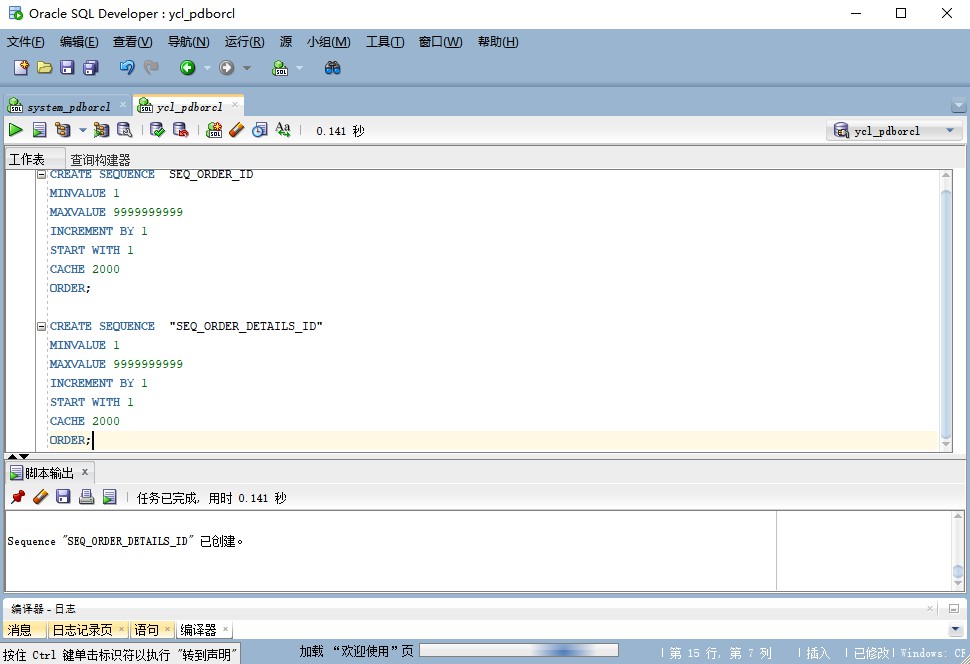 Oracle SQL Developer : ycl_pdborcl
文件(F) 编辑(E) 查看(V) 导航(N) 运行(R) 源 小组(M) 工具(T) 窗口(W) 帮助(H)
system_pdborcl ycl_pdborcl
0.141 秒 ycl_pdborcl
工作表 查询构建器
CREATE SEQUENCE  SEQ_ORDER_ID
MINVALUE 1
MAXVALUE 9999999999
INCREMENT BY 1
START WITH 1
CACHE 2000
ORDER;
CREATE SEQUENCE  "SEQ_ORDER_DETAILS_ID"
MINVALUE 1
MAXVALUE 9999999999
INCREMENT BY 1
START WITH 1
CACHE 2000
ORDER;
脚本输出 x
任务已完成, 用时 0.141 秒
Sequence "SEQ_ORDER_DETAILS_ID" 已创建。
编译器 - 日志
消息 日志记录页 语句 编译器
按住 Ctrl 键单击标识符以执行 "转到声明" 加载 “欢迎使用” 页 第 15 行, 第 7 列 插入 已修改 Windows: CR